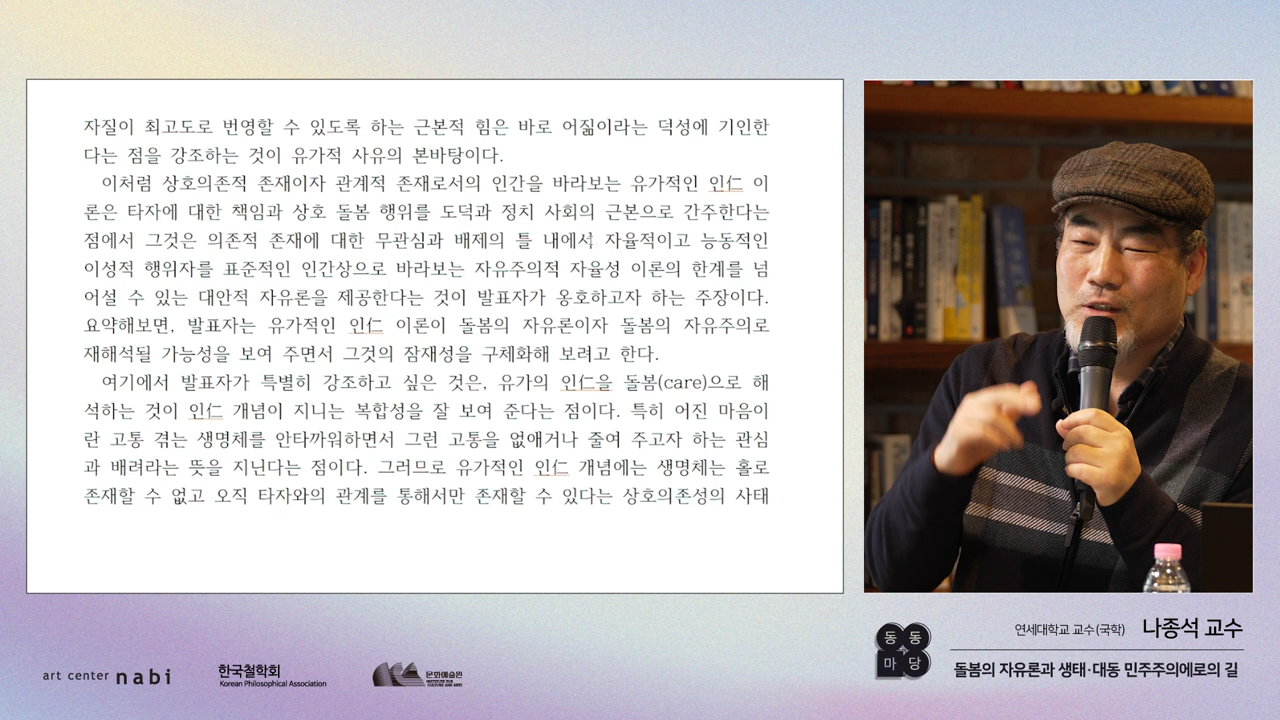 자질이 최고도로 번영할 수 있도록 하는 근본적 힘은 바로 어짊이라는 덕성에 기인한
다는 점을 강조하는 것이 유가적 사유의 본바탕이다.
이처럼 상호의존적 존재이자 관계적 존재로서의 인간을 바라보는 유가적인 인仁 이
론은 타자에 대한 책임과 상호 돌봄 행위를 도덕과 정치 사회의 근본으로 간주한다는
점에서 그것은 의존적 존재에 대한 무관심과 배제의 틀 내에서 자율적이고 능동적인
이성적 행위자를 표준적인 인간상으로 바라보는 자유주의적 자율성 이론의 한계를 넘
어설 수 있는 대안적 자유론을 제공한다는 것이 발표자가 옹호하고자 하는 주장이다.
요약해보면, 발표자는 유가적인 인仁 이론이 돌봄의 자유론이자 돌봄의 자유주의로
재해석될 가능성을 보여 주면서 그것의 잠재성을 구체화해 보려고 한다.
여기에서 발표자가 특별히 강조하고 싶은 것은, 유가의 인仁을 돌봄(care)으로 해
석하는 것이 인仁 개념이 지니는 복합성을 잘 보여 준다는 점이다. 특히 어진 마음이
란 고통 겪는 생명체를 안타까워하면서 그런 고통을 없애거나 줄여 주고자 하는 관심
과 배려라는 뜻을 지닌다는 점이다. 그러므로 유가적인 인仁 개념에는 생명체는 홀로
존재할 수 없고 오직 타자와의 관계를 통해서만 존재할 수 있다는 상호의존성의 사태
동동
마당
연세대학교 교수(국학) 나종석 교수
돌봄의 자유론과 생태·대동 민주주의에로의 길
art center nabi
한국철학회
Korean Philosophical Association
문화예술원
INSTITUTE FOR
CULTURE AND ARTS